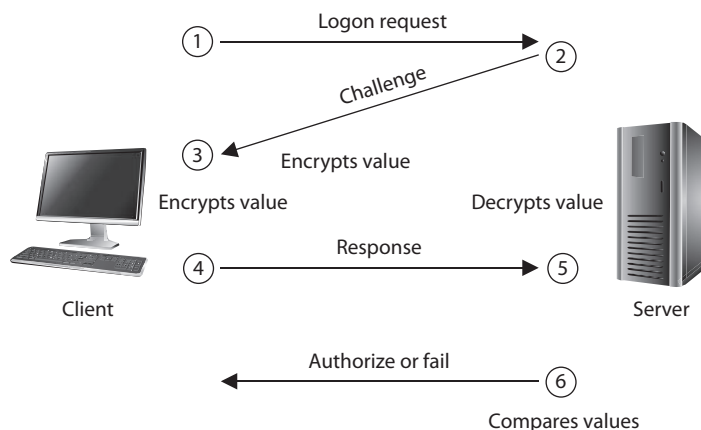 Logon request
1
2
Challenge
3
Encrypts value
Encrypts value
Decrypts value
Response
4
5
Client
Server
Authorize or fail
6
Compares values